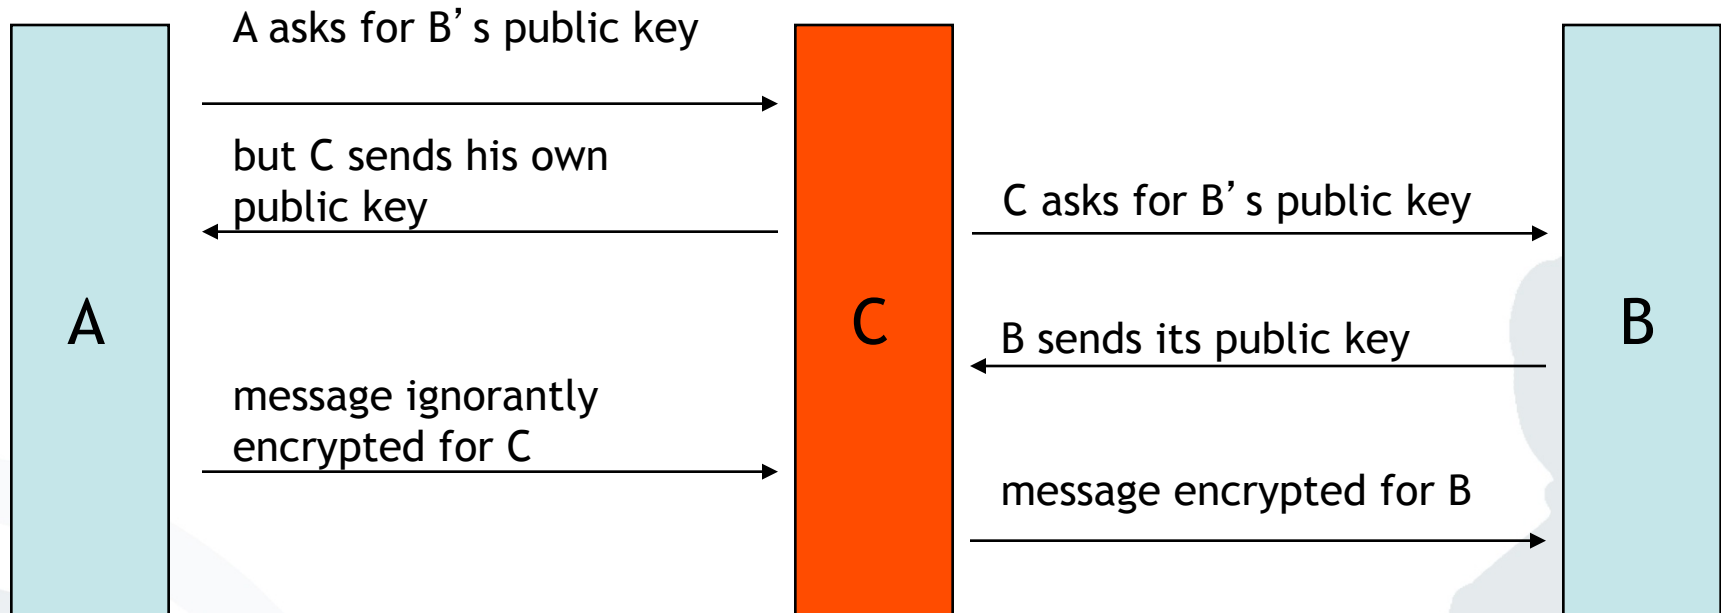 A asks for B’s public key
but C sends his own
public key
C asks for B’s public key
A
C
B
B sends its public key
message ignorantly
encrypted for C
message encrypted for B